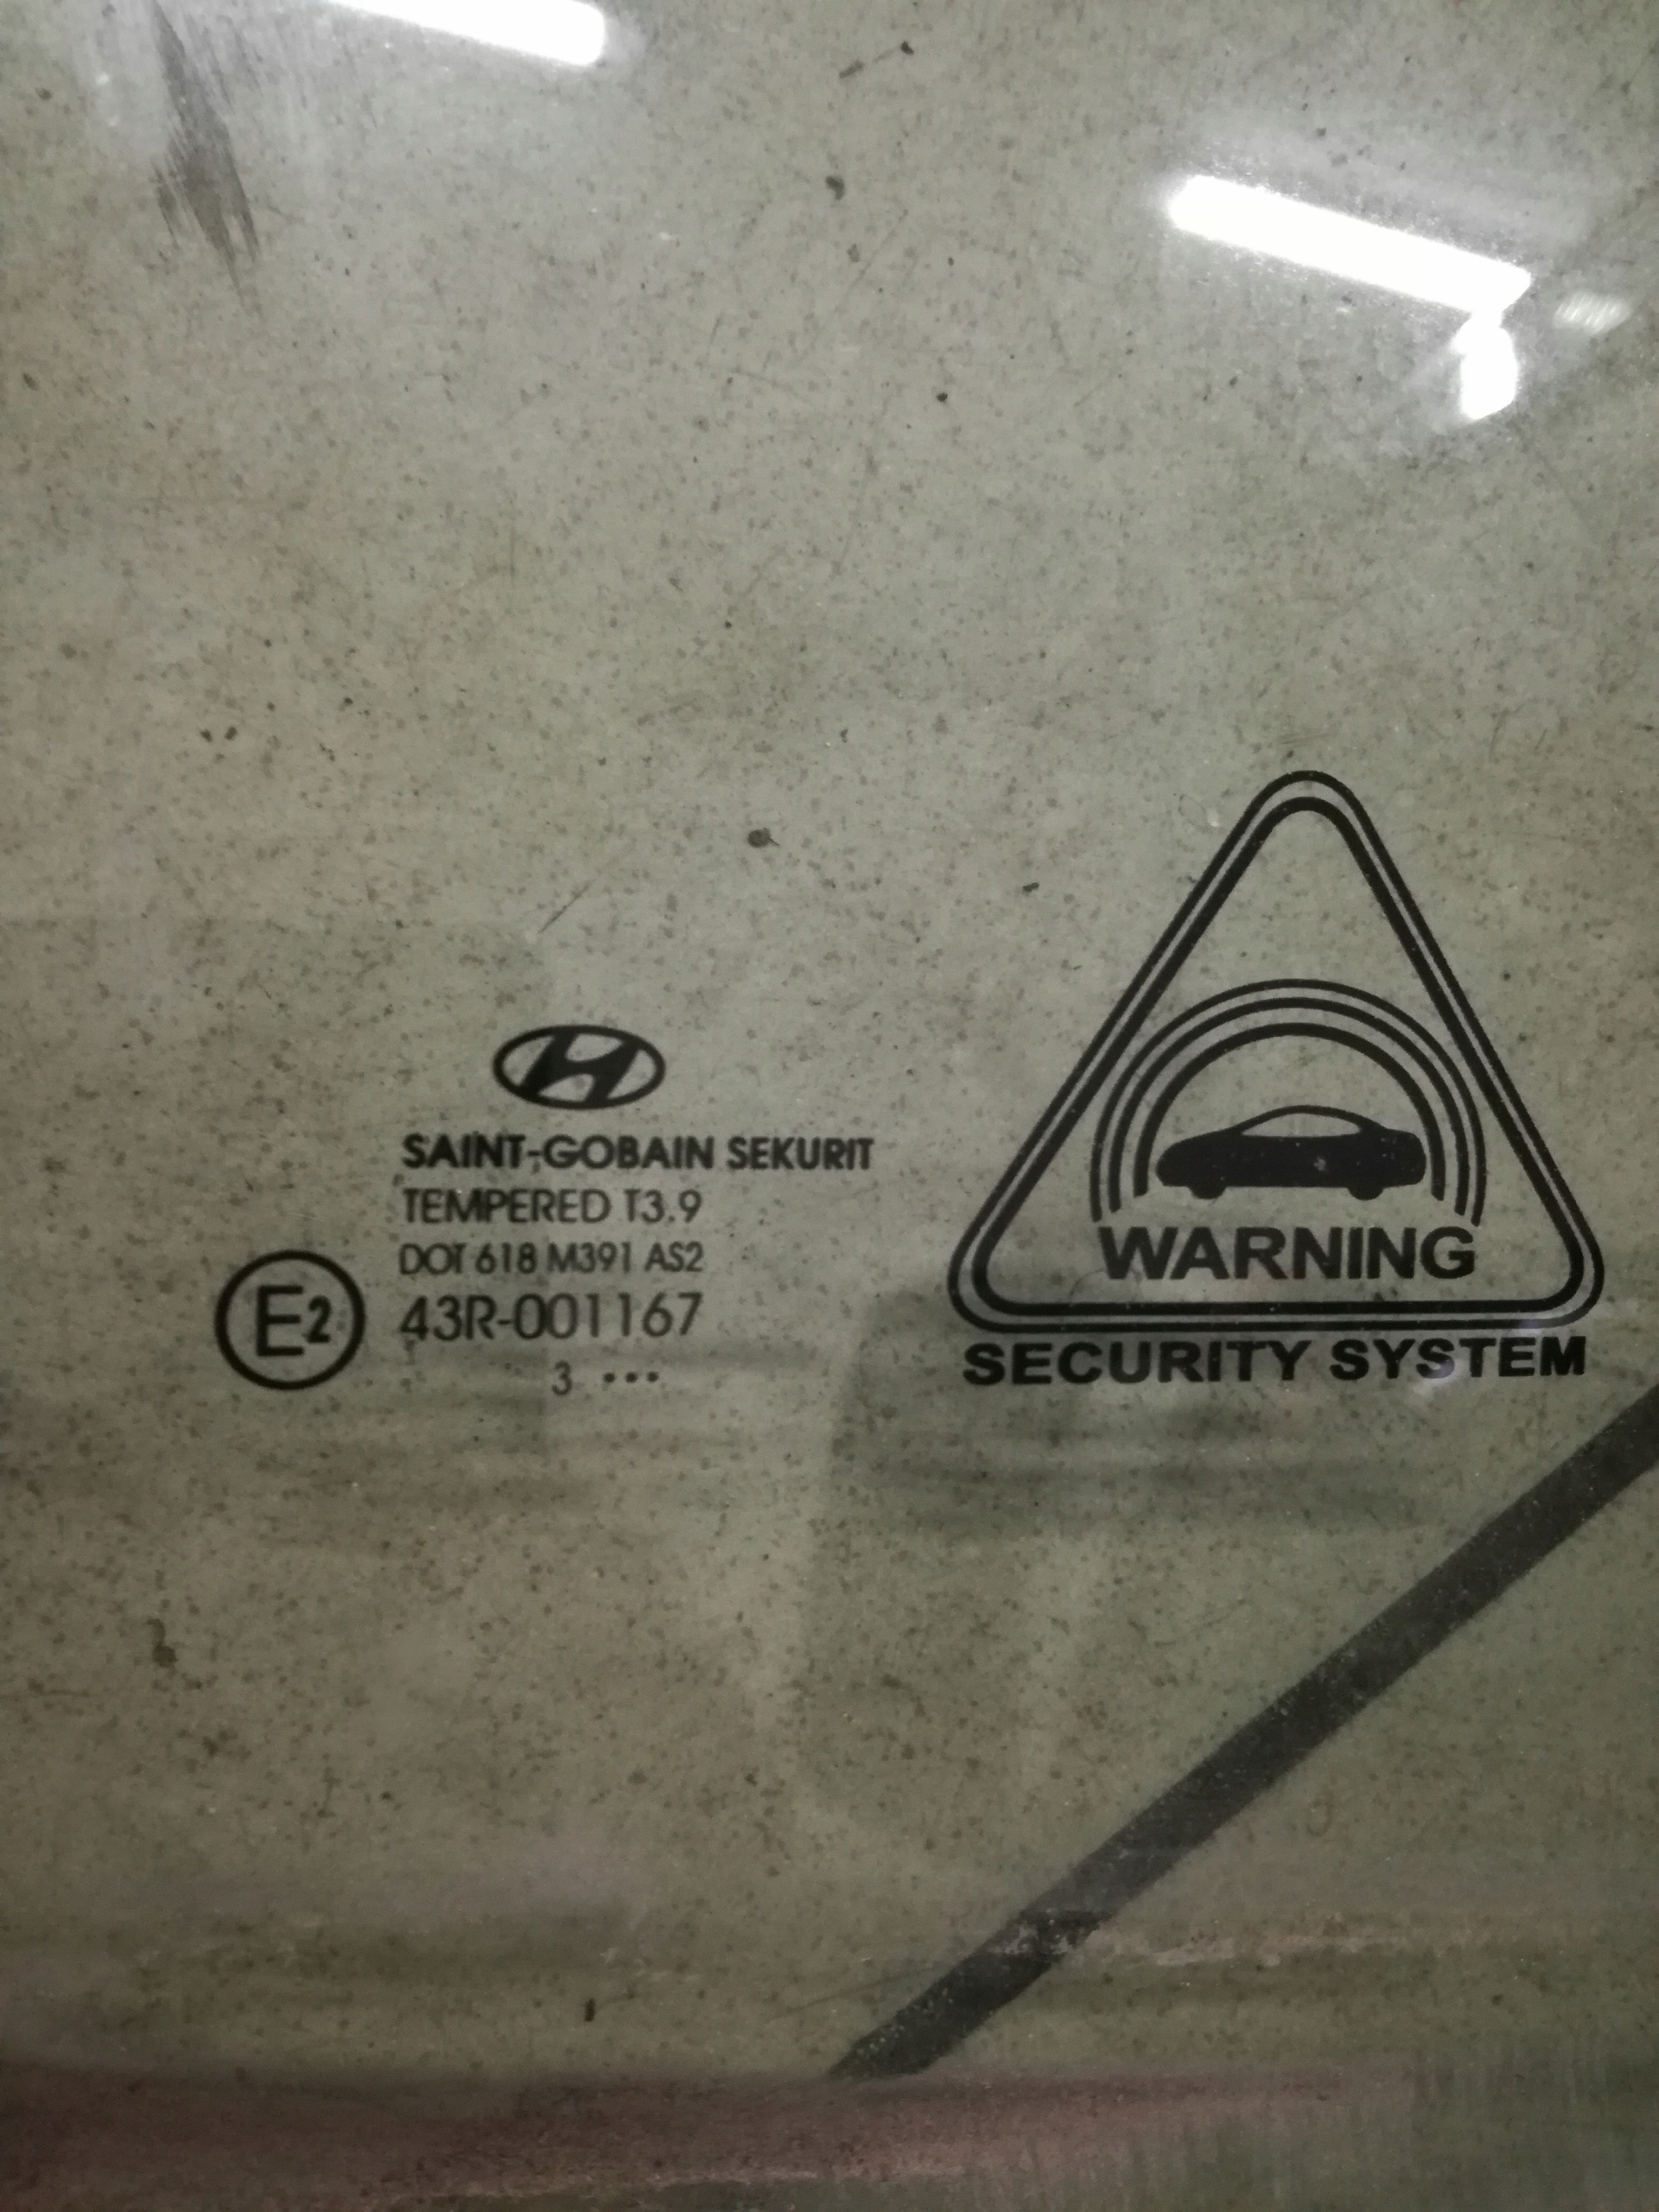 SAINT-GOBAIN SEKURIT
TEMPERED T3.9
DOT 618 M391 AS2
E2
43R-001167
3 •••
WARNING
SECURITY SYSTEM